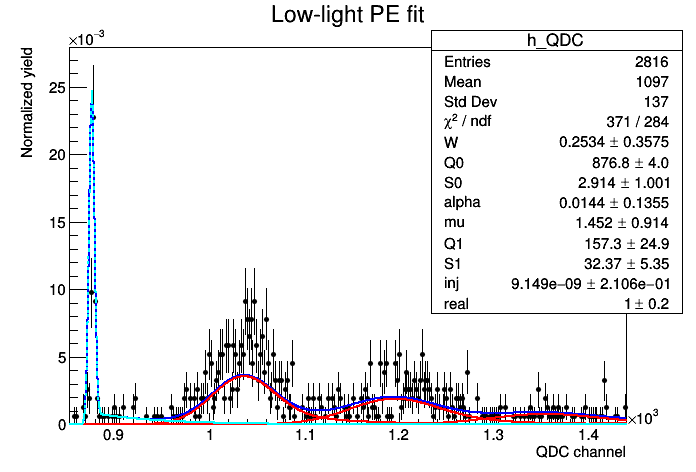 Low-light PE fit
×10⁻³
Normalized yield
h_QDC
Entries 2816
Mean 1097
Std Dev 137
χ² / ndf 371 / 284
W 0.2534 ± 0.3575
Q0 876.8 ± 4.0
S0 2.914 ± 1.001
alpha 0.0144 ± 0.1355
mu 1.452 ± 0.914
Q1 157.3 ± 24.9
S1 32.37 ± 5.35
inj 9.149e−09 ± 2.106e−01
real 1 ± 0.2
25
20
15
10
5
0
0.9 1 1.1 1.2 1.3 1.4 ×10³
QDC channel